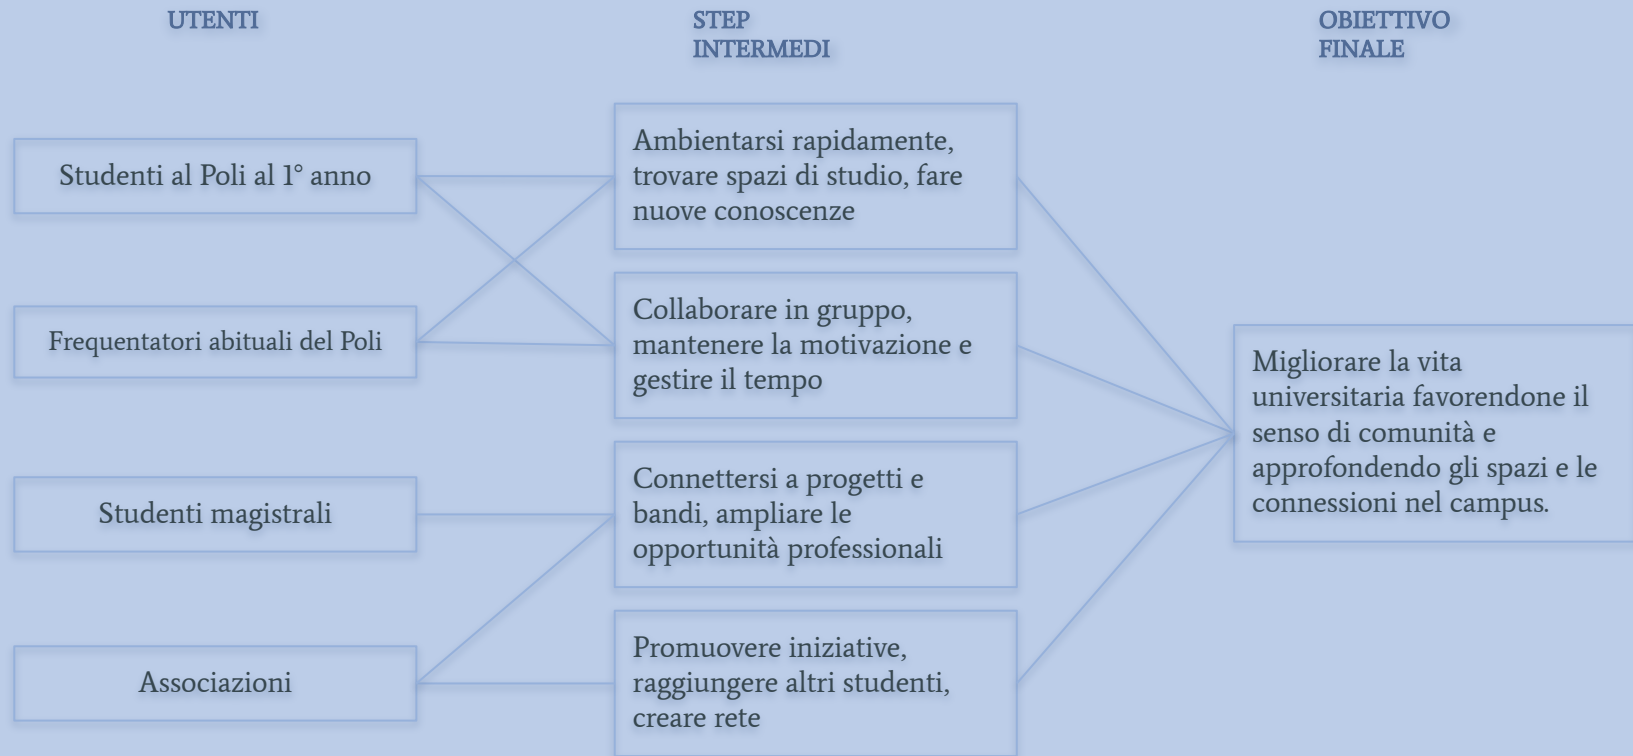 UTENTI
STEP
INTERMEDI
OBIETTIVO
FINALE
Studenti al Poli al 1° anno
Frequentatori abituali del Poli
Studenti magistrali
Associazioni
Ambientarsi rapidamente,
trovare spazi di studio, fare
nuove conoscenze
Collaborare in gruppo,
mantenere la motivazione e
gestire il tempo
Connettersi a progetti e
bandi, ampliare le
opportunità professionali
Promuovere iniziative,
raggiungere altri studenti,
creare rete
Migliorare la vita
universitaria favorendone il
senso di comunità e
approfondendo gli spazi e le
connessioni nel campus.